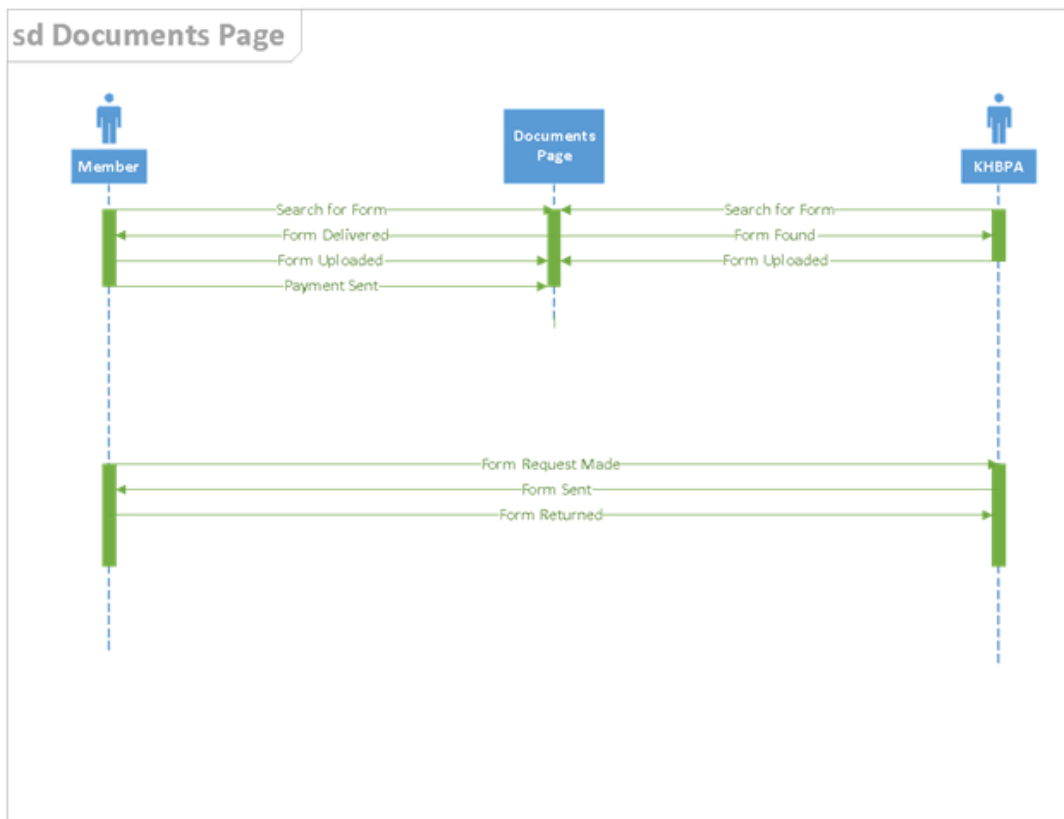 sd Documents Page
Member
Documents
Page
KHBPA
Search for Form
Search for Form
Form Delivered
Form Found
Form Uploaded
Form Uploaded
Payment Sent
Form Request Made
Form Sent
Form Returned